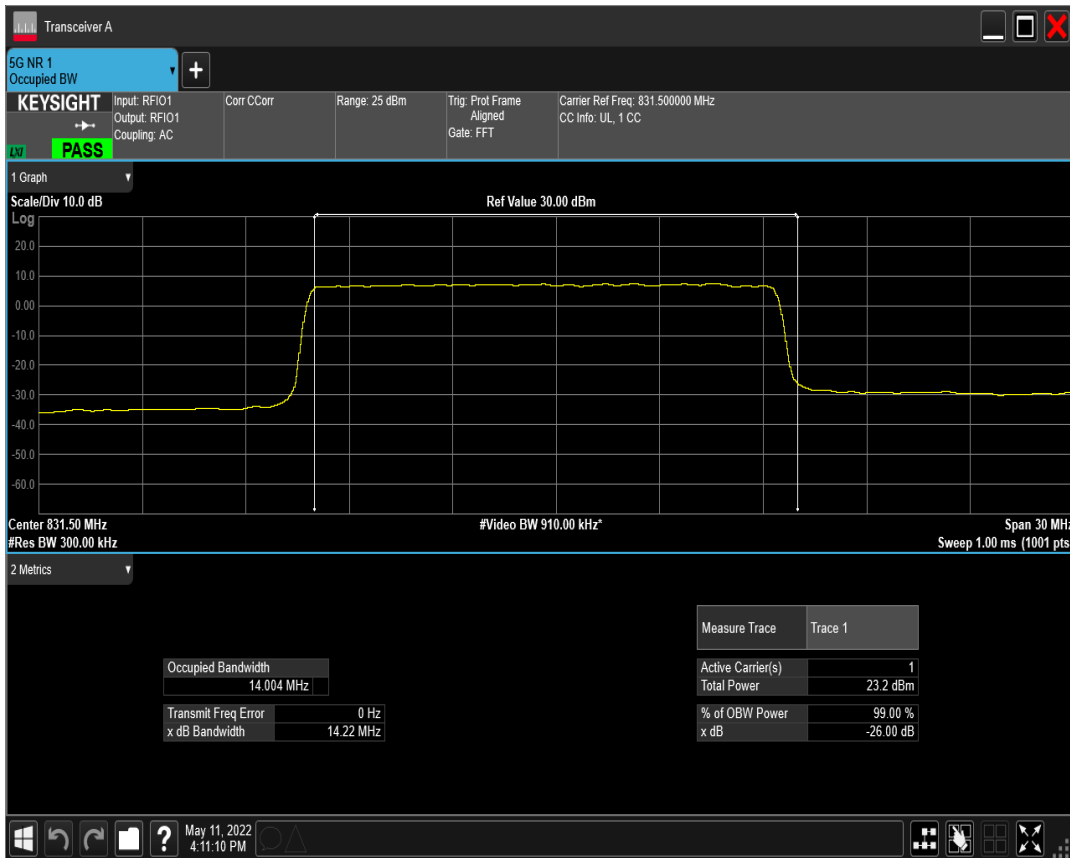 Transceiver A
5G NR 1
Occupied BW
+
KEYSIGHT
LXI
PASS
Input: RFIO1
Output: RFIO1
Coupling: AC
Corr CCorr
Range: 25 dBm
Trig: Prot Frame
Aligned
Gate: FFT
Carrier Ref Freq: 831.500000 MHz
CC Info: UL, 1 CC
1 Graph
Scale/Div 10.0 dB
Ref Value 30.00 dBm
Log
20.0
10.0
0.00
-10.0
-20.0
-30.0
-40.0
-50.0
-60.0
Center 831.50 MHz
#Video BW 910.00 kHz*
Span 30 MHz
#Res BW 300.00 kHz
Sweep 1.00 ms (1001 pts
2 Metrics
Measure Trace Trace 1
Occupied Bandwidth
14.004 MHz
Active Carrier(s) 1
Total Power 23.2 dBm
Transmit Freq Error 0 Hz
x dB Bandwidth 14.22 MHz
% of OBW Power 99.00 %
x dB -26.00 dB
?
May 11, 2022
4:11:10 PM